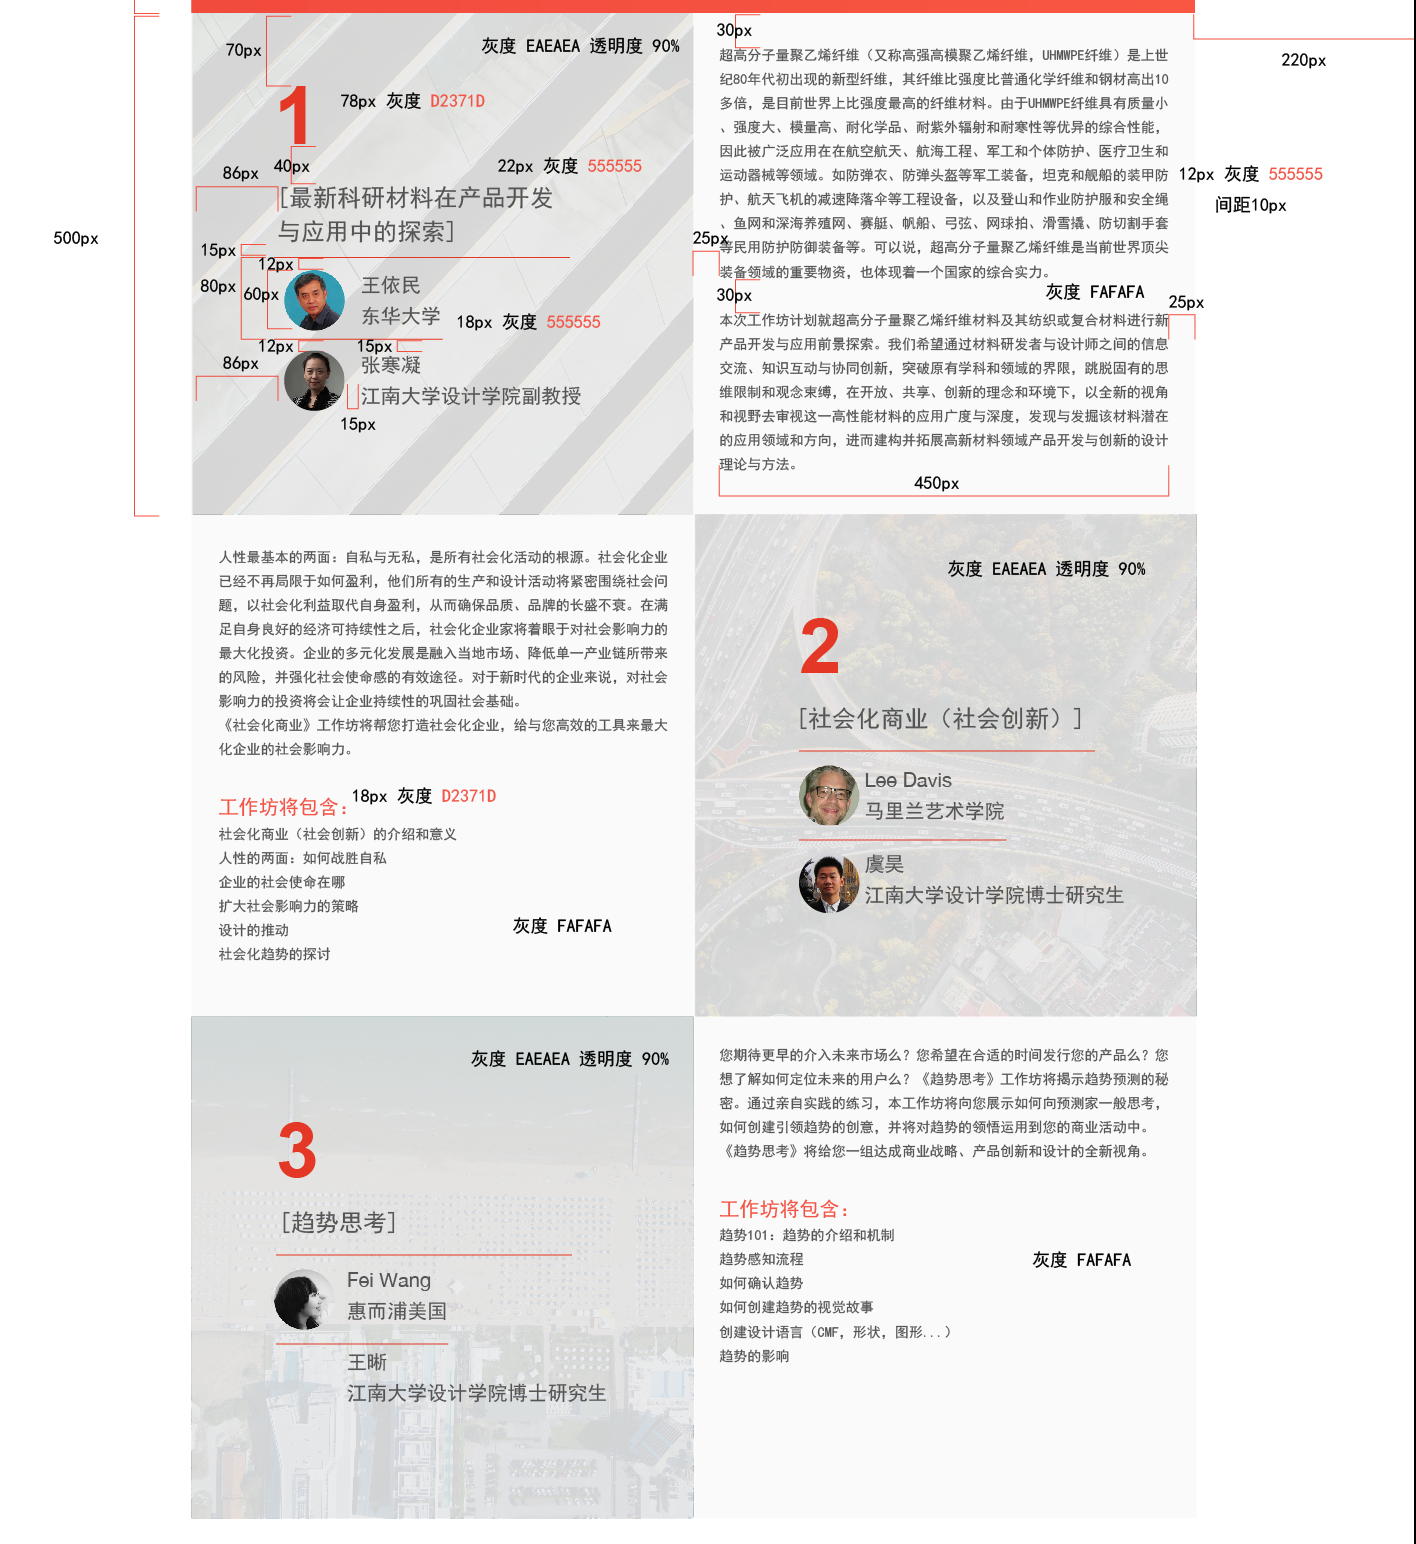 70px
灰度 EAEAEA 透明度 90%
1
78px 灰度 D2371D
40px
86px
22px 灰度 555555
[最新科研材料在产品开发
与应用中的探索]
500px
15px
12px
80px
60px
王依民
东华大学
18px 灰度 555555
12px
15px
86px
张寒凝
江南大学设计学院副教授
15px
30px
220px
超高分子量聚乙烯纤维（又称高强高模聚乙烯纤维，UHMWPE纤维）是上世
纪80年代初出现的新型纤维，其纤维比强度比普通化学纤维和钢材高出10
多倍，是目前世界上比强度最高的纤维材料。由于UHMWPE纤维具有质量小
、强度大、模量高、耐化学品、耐紫外辐射和耐寒性等优异的综合性能，
因此被广泛应用在在航空航天、航海工程、军工和个体防护、医疗卫生和
运动器械等领域。如防弹衣、防弹头盔等军工装备，坦克和舰船的装甲防
护、航天飞机的减速降落伞等工程设备，以及登山和作业防护服和安全绳
、鱼网和深海养殖网、赛艇、帆船、弓弦、网球拍、滑雪撬、防切割手套
等民用防护防御装备等。可以说，超高分子量聚乙烯纤维是当前世界顶尖
装备领域的重要物资，也体现着一个国家的综合实力。
12px 灰度 555555
间距10px
25px
30px
灰度 FAFAFA
25px
本次工作坊计划就超高分子量聚乙烯纤维材料及其纺织或复合材料进行新
产品开发与应用前景探索。我们希望通过材料研发者与设计师之间的信息
交流、知识互动与协同创新，突破原有学科和领域的界限，跳脱固有的思
维限制和观念束缚，在开放、共享、创新的理念和环境下，以全新的视角
和视野去审视这一高性能材料的应用广度与深度，发现与发掘该材料潜在
的应用领域和方向，进而建构并拓展高新材料领域产品开发与创新的设计
理论与方法。
450px
人性最基本的两面：自私与无私，是所有社会化活动的根源。社会化企业
已经不再局限于如何盈利，他们所有的生产和设计活动将紧密围绕社会问
题，以社会化利益取代自身盈利，从而确保品质、品牌的长盛不衰。在满
足自身良好的经济可持续性之后，社会化企业家将着眼于对社会影响力的
最大化投资。企业的多元化发展是融入当地市场、降低单一产业链所带来
的风险，并强化社会使命感的有效途径。对于新时代的企业来说，对社会
影响力的投资将会让企业持续性的巩固社会基础。
《社会化商业》工作坊将帮您打造社会化企业，给与您高效的工具来最大
化企业的社会影响力。
工作坊将包含：
18px 灰度 D2371D
社会化商业（社会创新）的介绍和意义
人性的两面：如何战胜自私
企业的社会使命在哪
扩大社会影响力的策略
设计的推动
社会化趋势的探讨
灰度 FAFAFA
灰度 EAEAEA 透明度 90%
2
[社会化商业（社会创新）]
Lee Davis
马里兰艺术学院
虞昊
江南大学设计学院博士研究生
灰度 EAEAEA 透明度 90%
3
[趋势思考]
Fei Wang
惠而浦美国
王晰
江南大学设计学院博士研究生
您期待更早的介入未来市场么？您希望在合适的时间发行您的产品么？您
想了解如何定位未来的用户么？《趋势思考》工作坊将揭示趋势预测的秘
密。通过亲自实践的练习，本工作坊将向您展示如何向预测家一般思考，
如何创建引领趋势的创意，并将对趋势的领悟运用到您的商业活动中。
《趋势思考》将给您一组达成商业战略、产品创新和设计的全新视角。
工作坊将包含：
趋势101：趋势的介绍和机制
趋势感知流程
如何确认趋势
如何创建趋势的视觉故事
创建设计语言（CMF，形状，图形...）
趋势的影响
灰度 FAFAFA